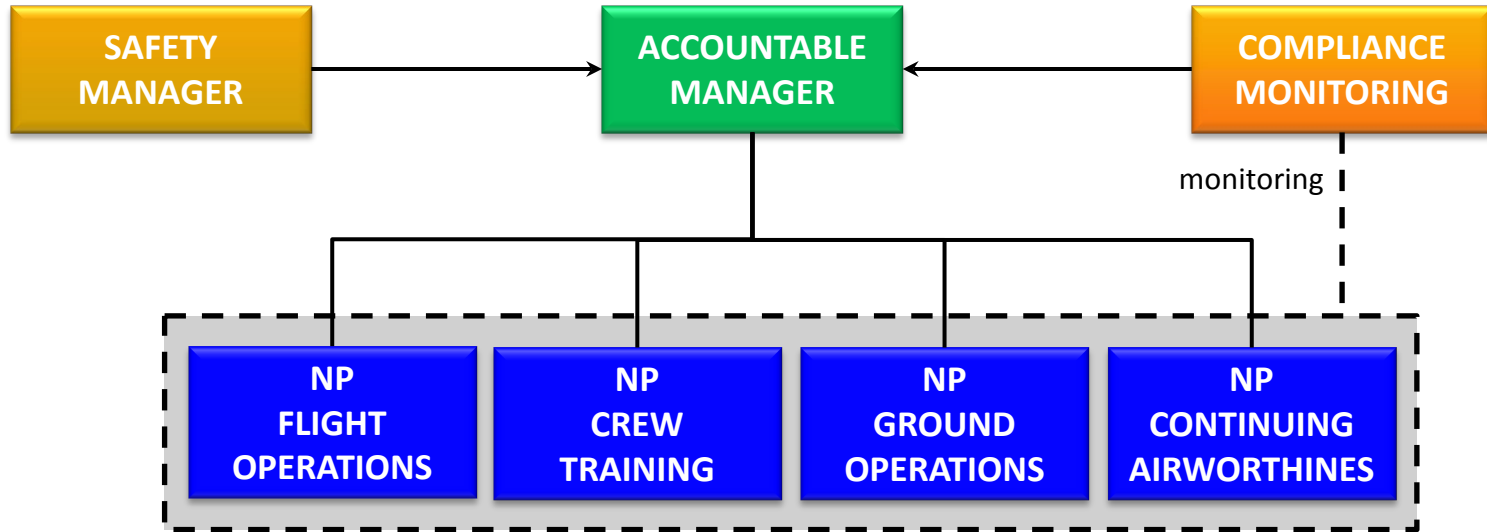 SAFETY
MANAGER
ACCOUNTABLE
MANAGER
COMPLIANCE
MONITORING
monitoring
NP
FLIGHT
OPERATIONS
NP
CREW
TRAINING
NP
GROUND
OPERATIONS
NP
CONTINUING
AIRWORTHINES